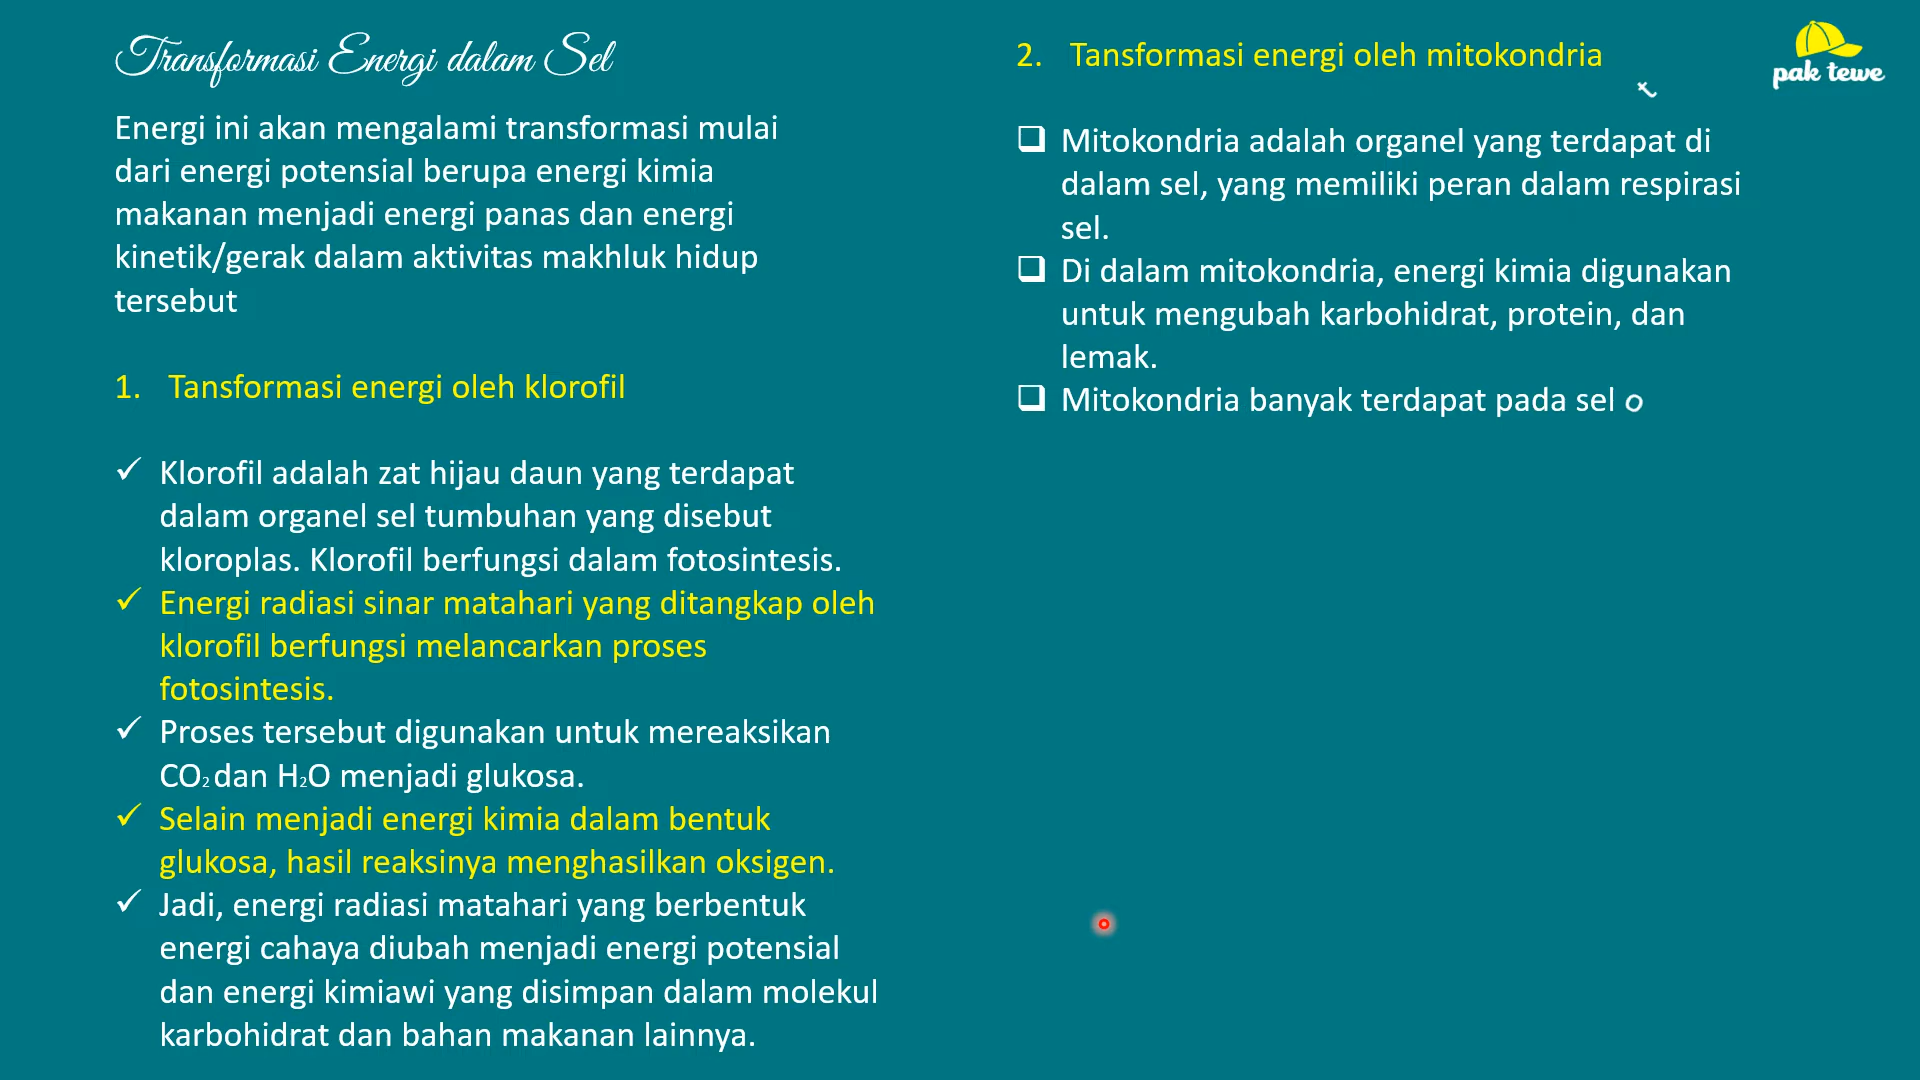 Transformasi Energi dalam Sel
Energi ini akan mengalami transformasi mulai
dari energi potensial berupa energi kimia
makanan menjadi energi panas dan energi
kinetik/gerak dalam aktivitas makhluk hidup
tersebut
1. Tansformasi energi oleh klorofil
✓ Klorofil adalah zat hijau daun yang terdapat
dalam organel sel tumbuhan yang disebut
kloroplas. Klorofil berfungsi dalam fotosintesis.
✓ Energi radiasi sinar matahari yang ditangkap oleh
klorofil berfungsi melancarkan proses
fotosintesis.
✓ Proses tersebut digunakan untuk mereaksikan
CO₂ dan H₂O menjadi glukosa.
✓ Selain menjadi energi kimia dalam bentuk
glukosa, hasil reaksinya menghasilkan oksigen.
✓ Jadi, energi radiasi matahari yang berbentuk
energi cahaya diubah menjadi energi potensial
dan energi kimiawi yang disimpan dalam molekul
karbohidrat dan bahan makanan lainnya.
2. Tansformasi energi oleh mitokondria
❑ Mitokondria adalah organel yang terdapat di
dalam sel, yang memiliki peran dalam respirasi
sel.
❑ Di dalam mitokondria, energi kimia digunakan
untuk mengubah karbohidrat, protein, dan
lemak.
❑ Mitokondria banyak terdapat pada sel o
t
pak tewe